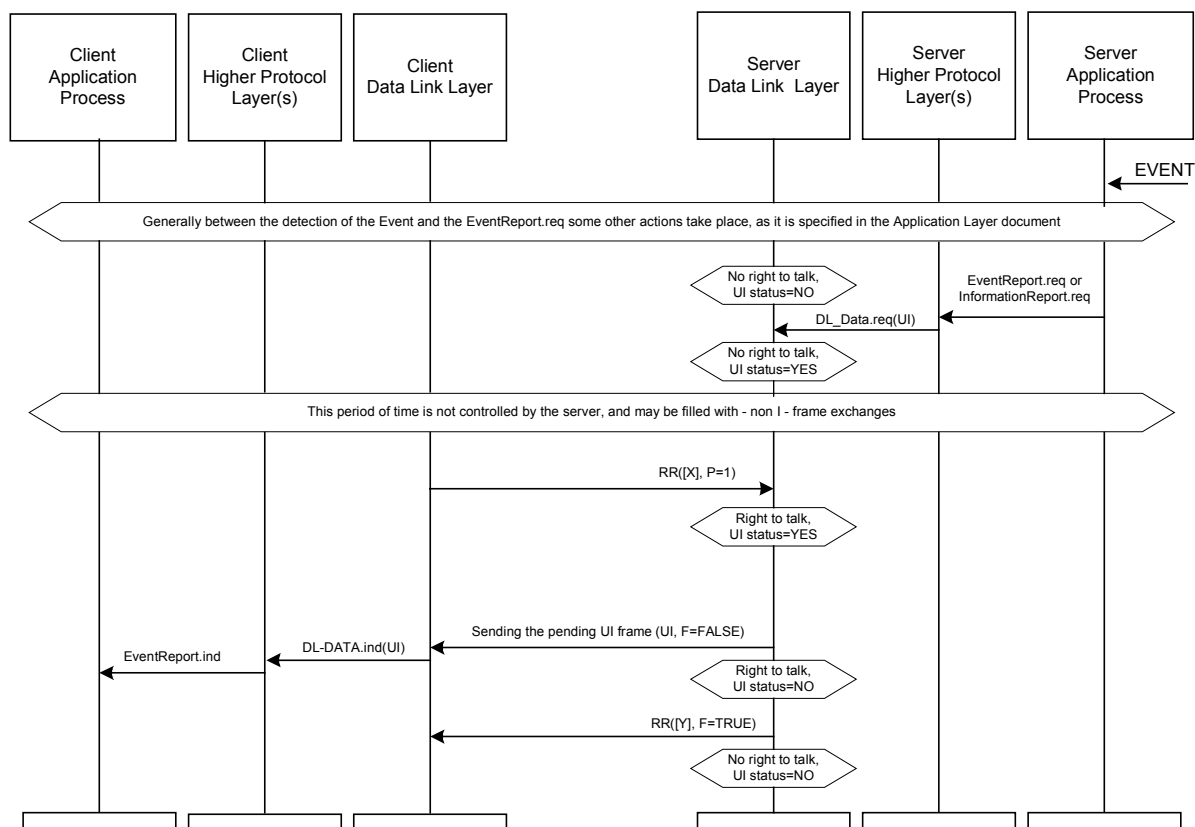 Client
Application
Process
Client
Higher Protocol
Layer(s)
Client
Data Link Layer
Server
Data Link Layer
Server
Higher Protocol
Layer(s)
Server
Application
Process
EVENT
Generally between the detection of the Event and the EventReport.req some other actions take place, as it is specified in the Application Layer document
No right to talk,
UI status=NO
EventReport.req or
InformationReport.req
DL_Data.req(UI)
No right to talk,
UI status=YES
This period of time is not controlled by the server, and may be filled with - non I - frame exchanges
RR([X], P=1)
Right to talk,
UI status=YES
Sending the pending UI frame (UI, F=FALSE)
DL-DATA.ind(UI)
EventReport.ind
Right to talk,
UI status=NO
RR([Y], F=TRUE)
No right to talk,
UI status=NO